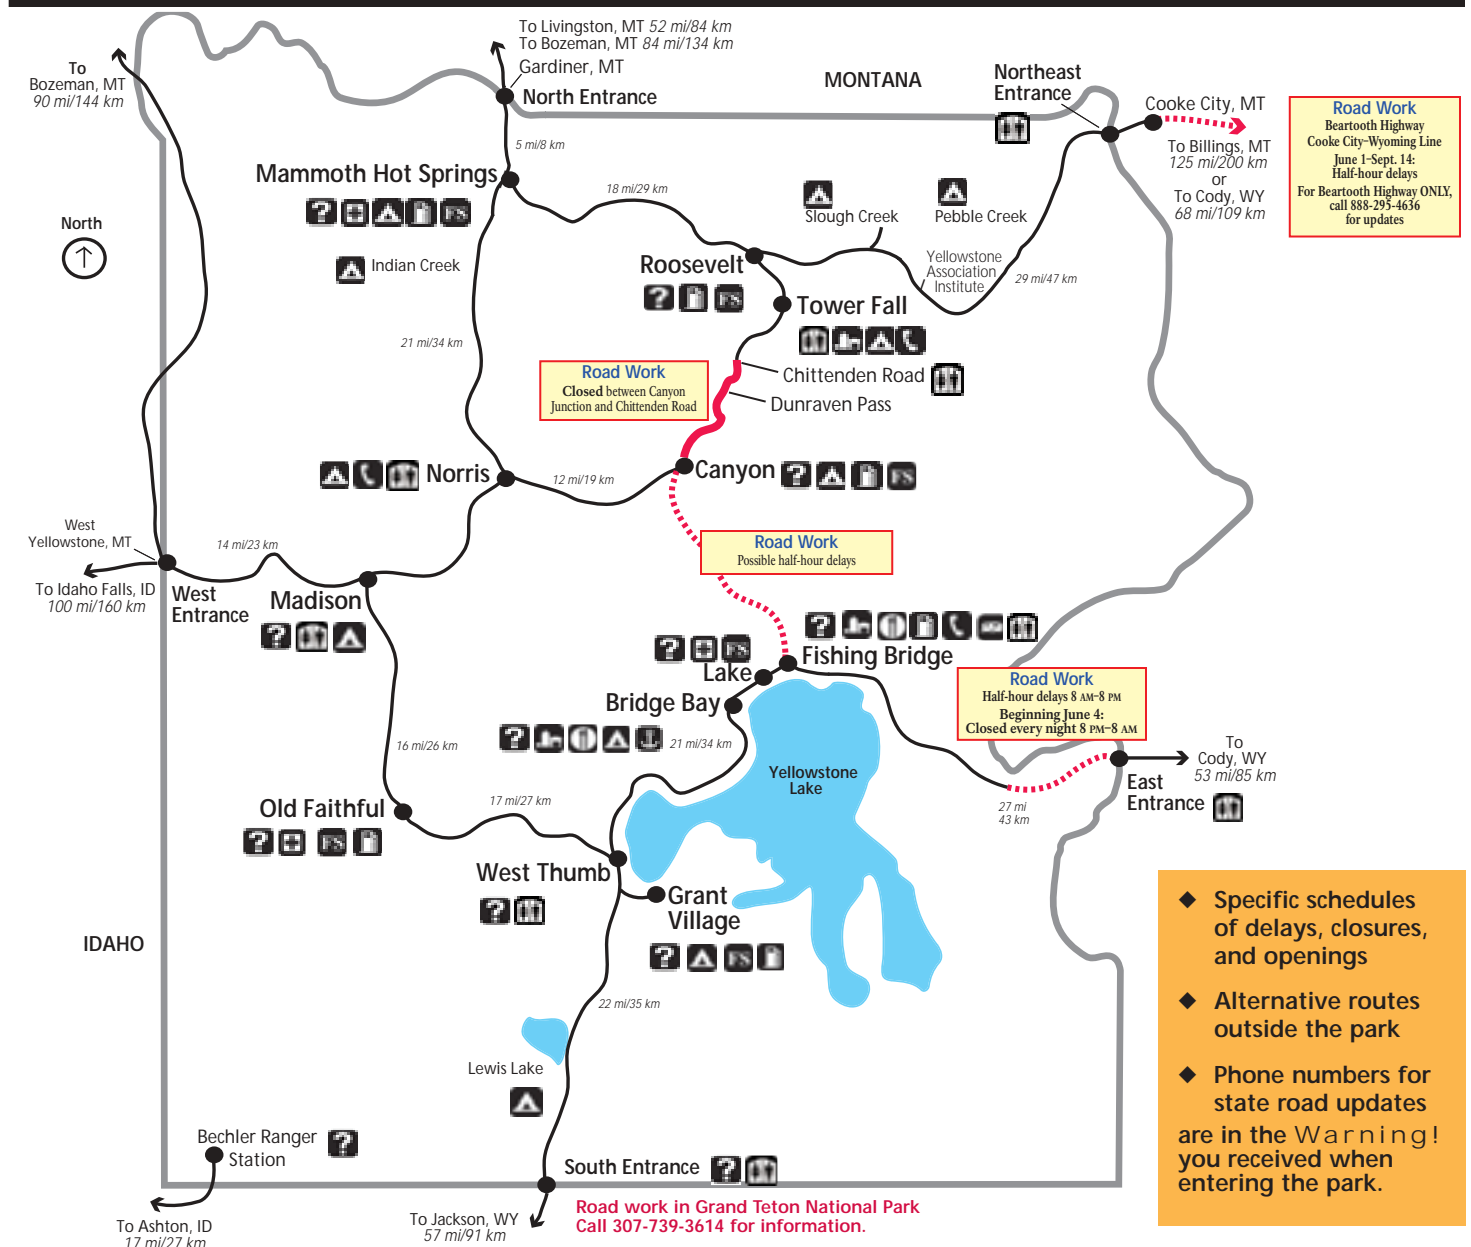 To Livingston, MT 52 mi/84 km
To Bozeman, MT 84 mi/134 km
Gardiner, MT
North Entrance
MONTANA
Northeast
Entrance
Cooke City, MT
To Billings, MT
125 mi/200 km
or
To Cody, WY
68 mi/109 km
Road Work
Beartooth Highway
Cooke City–Wyoming Line
June 1–Sept. 14:
Half-hour delays
For Beartooth Highway ONLY,
call 888-295-4636
for updates
To
Bozeman, MT
90 mi/144 km
North
5 mi/8 km
Mammoth Hot Springs
? FS
18 mi/29 km
Slough Creek
Pebble Creek
Indian Creek
Roosevelt
? FS
Yellowstone
Association
Institute
29 mi/47 km
Tower Fall
21 mi/34 km
Road Work
Closed between Canyon
Junction and Chittenden Road
Chittenden Road
Dunraven Pass
Norris
12 mi/19 km
Canyon
? FS
West
Yellowstone, MT
14 mi/23 km
Road Work
Possible half-hour delays
To Idaho Falls, ID
100 mi/160 km
West
Entrance
Madison
?
?
Fishing Bridge
? FS
Lake
Bridge Bay
?
21 mi/34 km
Road Work
Half-hour delays 8 AM–8 PM
Beginning June 4:
Closed every night 8 PM–8 AM
To
Cody, WY
53 mi/85 km
East
Entrance
27 mi
43 km
16 mi/26 km
Yellowstone
Lake
Old Faithful
? FS
17 mi/27 km
West Thumb
?
Grant
Village
? FS
IDAHO
22 mi/35 km
Lewis Lake
Bechler Ranger
Station
?
South Entrance
?
To Ashton, ID
17 mi/27 km
To Jackson, WY
57 mi/91 km
Road work in Grand Teton National Park
Call 307-739-3614 for information.
◆ Specific schedules
of delays, closures,
and openings
◆ Alternative routes
outside the park
◆ Phone numbers for
state road updates
are in the Warning!
you received when
entering the park.